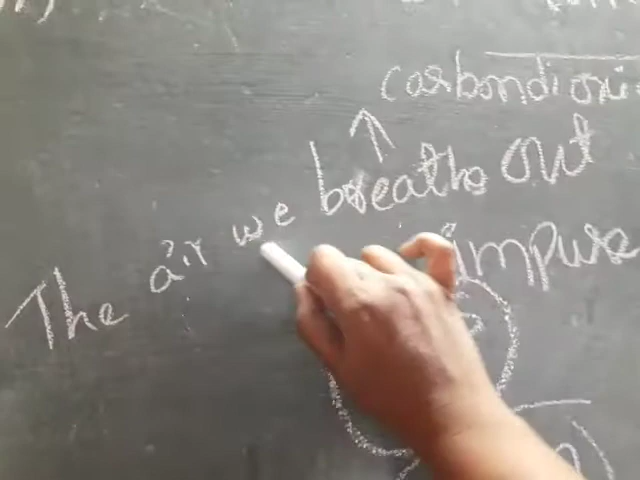 carbondioxi
The air we breathe out
impure